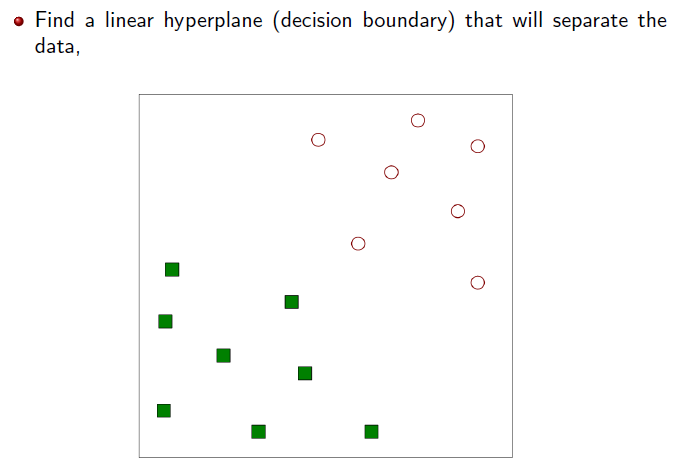 Find a linear hyperplane (decision boundary) that will separate the
data,